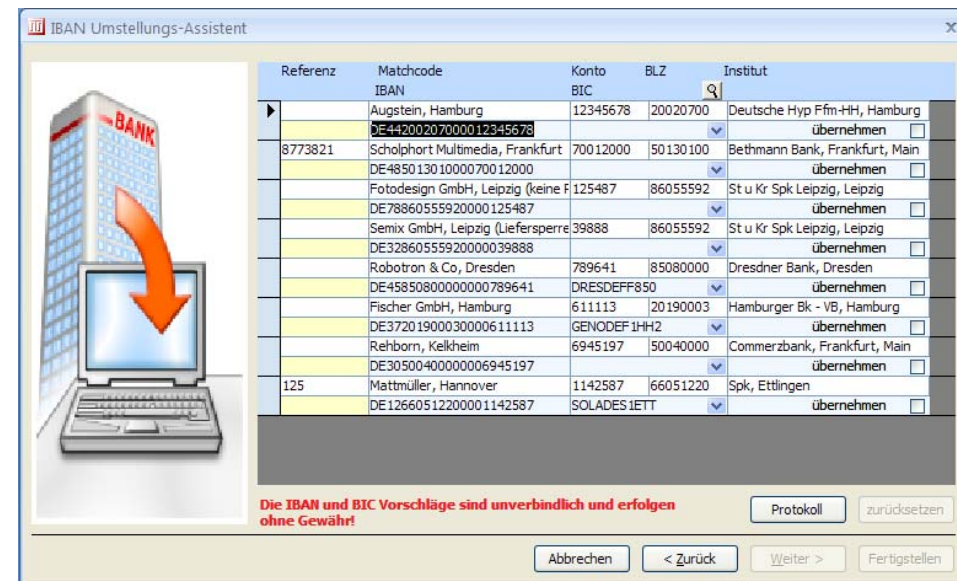 IBAN Umstellungs-Assistent
x
BANK
Referenz Matchcode Konto BLZ Institut
IBAN BIC
Augstein, Hamburg 12345678 20020700 Deutsche Hyp Ffm-HH, Hamburg
DE44200207000012345678 übernehmen
8773821 Scholphort Multimedia, Frankfurt 70012000 50130100 Bethmann Bank, Frankfurt, Main
DE48501301000070012000 übernehmen
Fotodesign GmbH, Leipzig (keine F 125487 86055592 St u Kr Spk Leipzig, Leipzig
DE78860555920000125487 übernehmen
Semix GmbH, Leipzig (Liefersperre 39888 86055592 St u Kr Spk Leipzig, Leipzig
DE32860555920000039888 übernehmen
Robotron & Co, Dresden 789641 85080000 Dresdner Bank, Dresden
DE45850800000000789641 DRESDEFF850 übernehmen
Fischer GmbH, Hamburg 611113 20190003 Hamburger Bk - VB, Hamburg
DE37201900030000611113 GENODEF1HH2 übernehmen
Rehborn, Kelkheim 6945197 50040000 Commerzbank, Frankfurt, Main
DE30500400000006945197 übernehmen
125 Mattmüller, Hannover 1142587 66051220 Spk, Ettlingen
DE12660512200001142587 SOLADES1ETT übernehmen
Die IBAN und BIC Vorschläge sind unverbindlich und erfolgen
ohne Gewähr!
Protokoll zurücksetzen
Abbrechen < Zurück Weiter > Fertigstellen